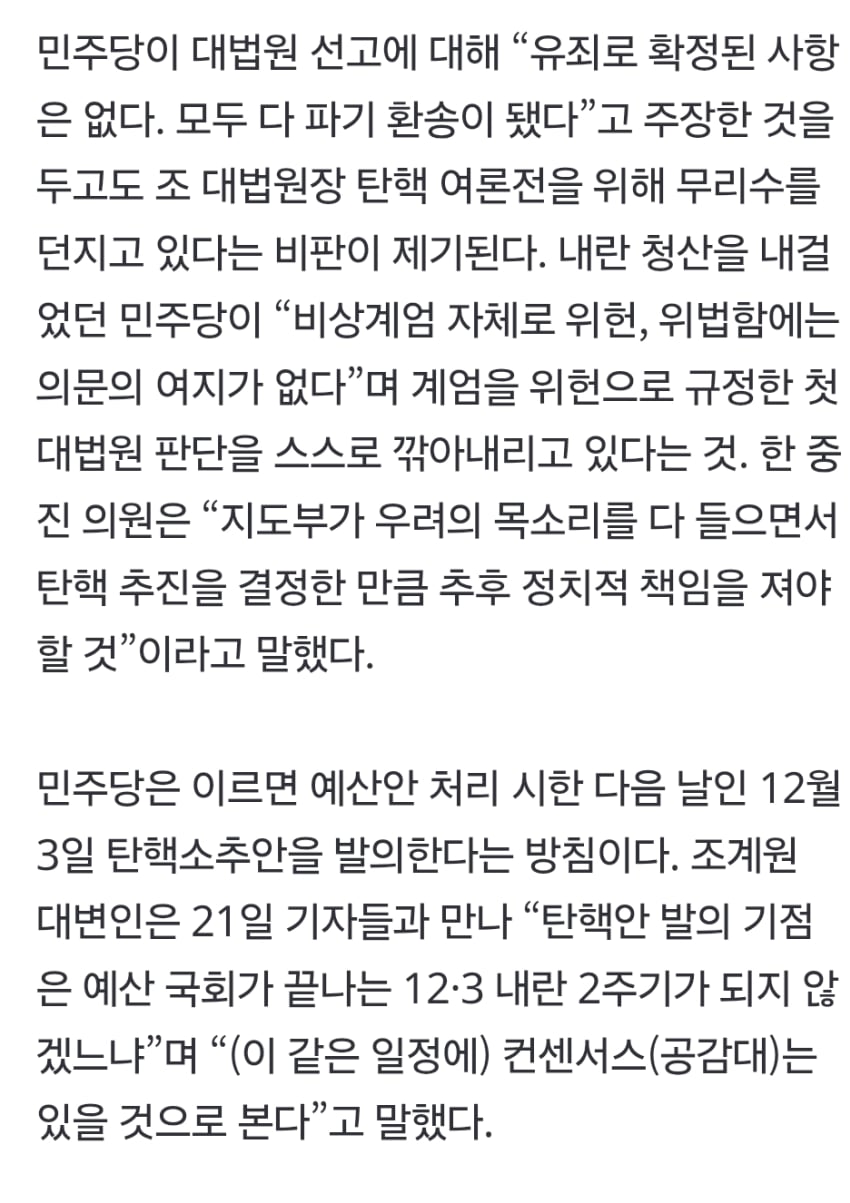 민주당이 대법원 선고에 대해 “유죄로 확정된 사항
은 없다. 모두 다 파기 환송이 됐다”고 주장한 것을
두고도 조 대법원장 탄핵 여론전을 위해 무리수를
던지고 있다는 비판이 제기된다. 내란 청산을 내걸
었던 민주당이 “비상계엄 자체로 위헌, 위법함에는
의문의 여지가 없다”며 계엄을 위헌으로 규정한 첫
대법원 판단을 스스로 깎아내리고 있다는 것. 한 중
진 의원은 “지도부가 우려의 목소리를 다 들으면서
탄핵 추진을 결정한 만큼 추후 정치적 책임을 져야
할 것”이라고 말했다.
민주당은 이르면 예산안 처리 시한 다음 날인 12월
3일 탄핵소추안을 발의한다는 방침이다. 조계원
대변인은 21일 기자들과 만나 “탄핵안 발의 기점
은 예산 국회가 끝나는 12·3 내란 2주기가 되지 않
겠느냐”며 “(이 같은 일정에) 컨센서스(공감대)는
있을 것으로 본다”고 말했다.